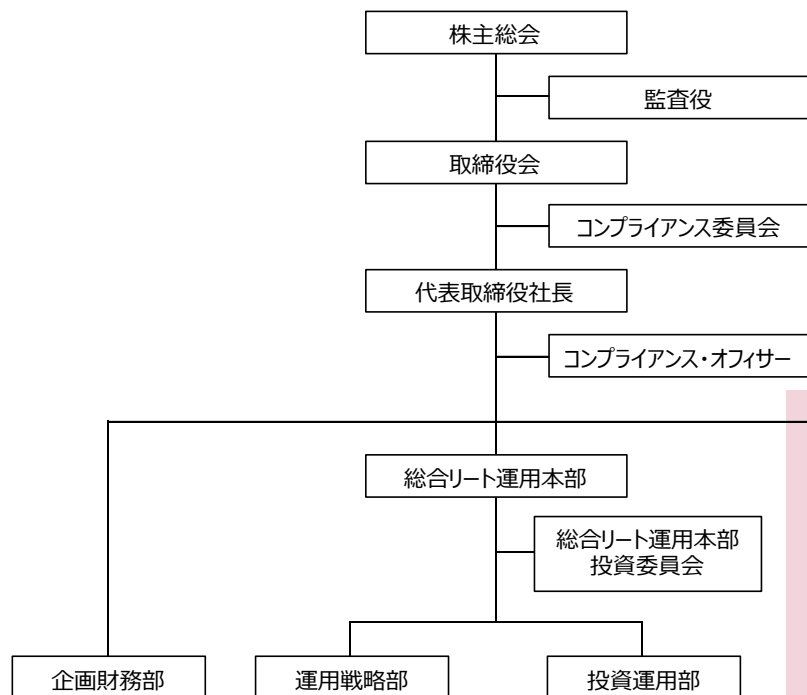 株主総会
監査役
取締役会
コンプライアンス委員会
代表取締役社長
コンプライアンス・オフィサー
総合リート運用本部
総合リート運用本部
投資委員会
企画財務部
運用戦略部
投資運用部